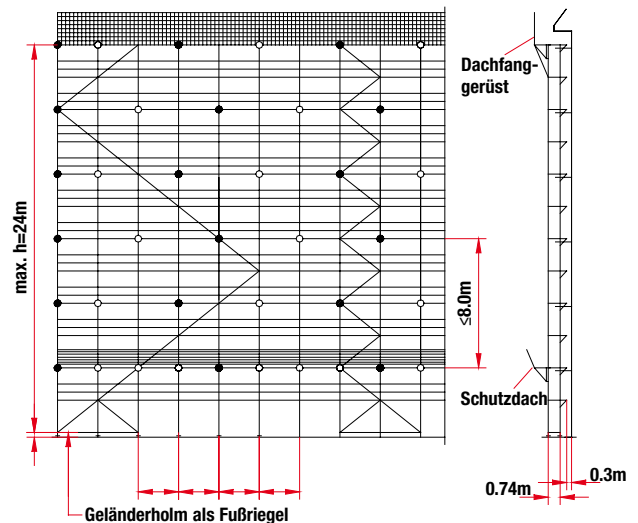 Dachfang-
gerüst
max. h=24m
≤8.0m
Schutzdach
0.74m
0.3m
Geländerholm als Fußriegel